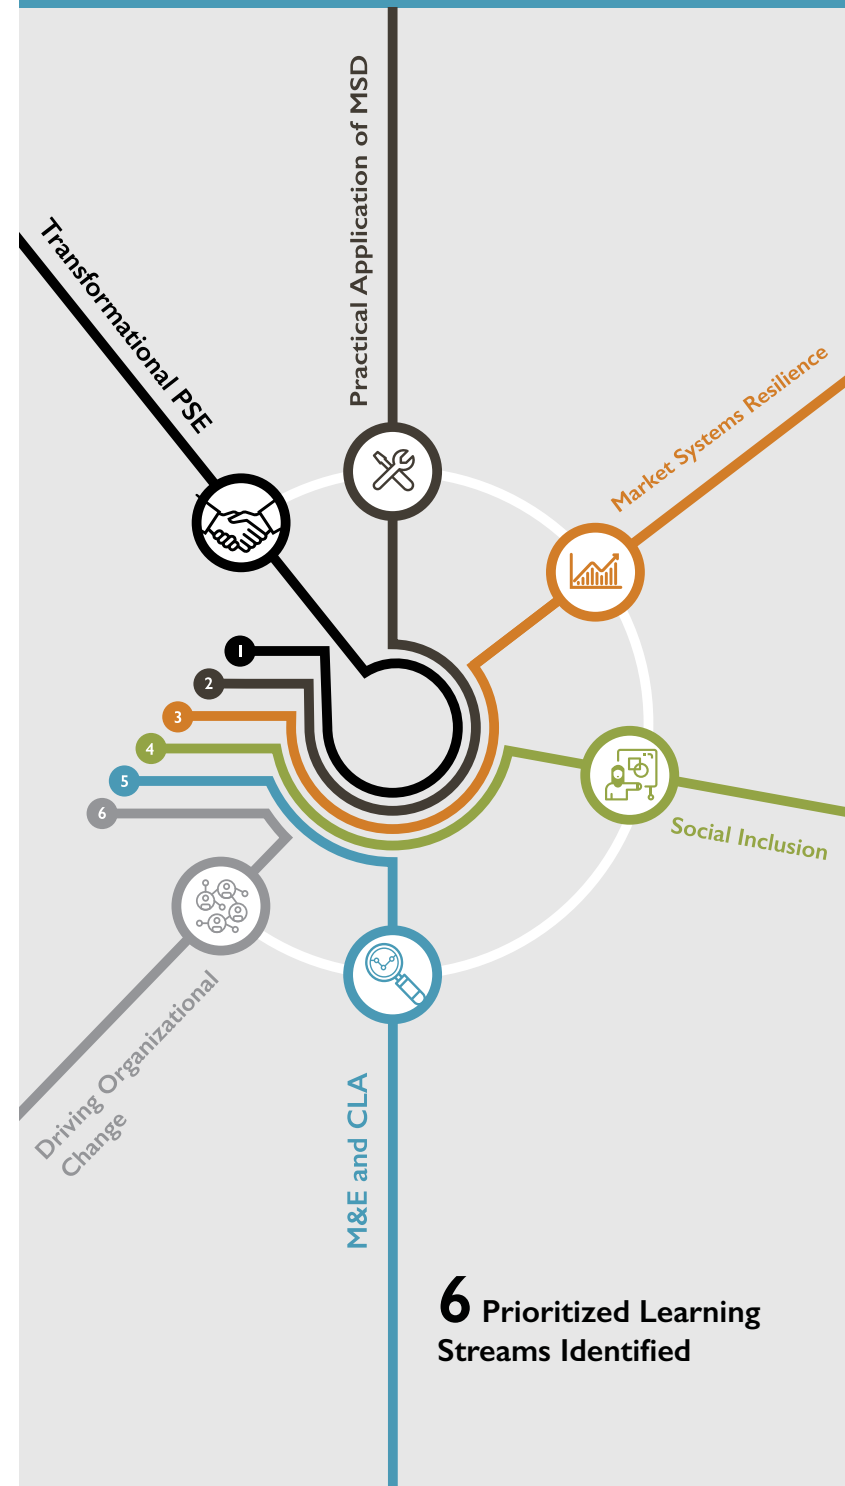 Practical Application of MSD
Transformational PSE
Market Systems Resilience
1
2
3
4
5
6
Social Inclusion
Driving Organizational
Change
M&E and CLA
6 Prioritized Learning
Streams Identified